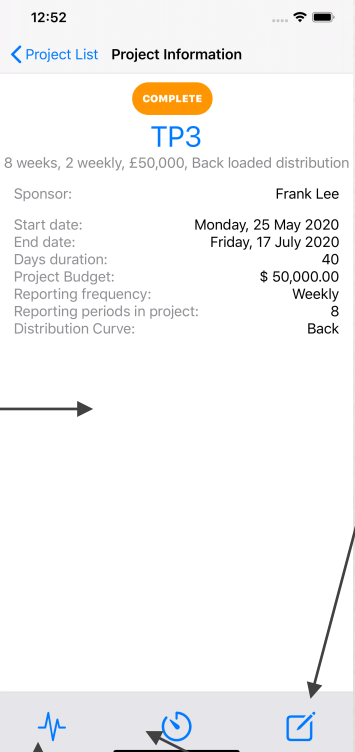 12:52
Project List Project Information
COMPLETE
TP3
8 weeks, 2 weekly, £50,000, Back loaded distribution
Sponsor: Frank Lee
Start date: Monday, 25 May 2020
End date: Friday, 17 July 2020
Days duration: 40
Project Budget: $ 50,000.00
Reporting frequency: Weekly
Reporting periods in project: 8
Distribution Curve: Back